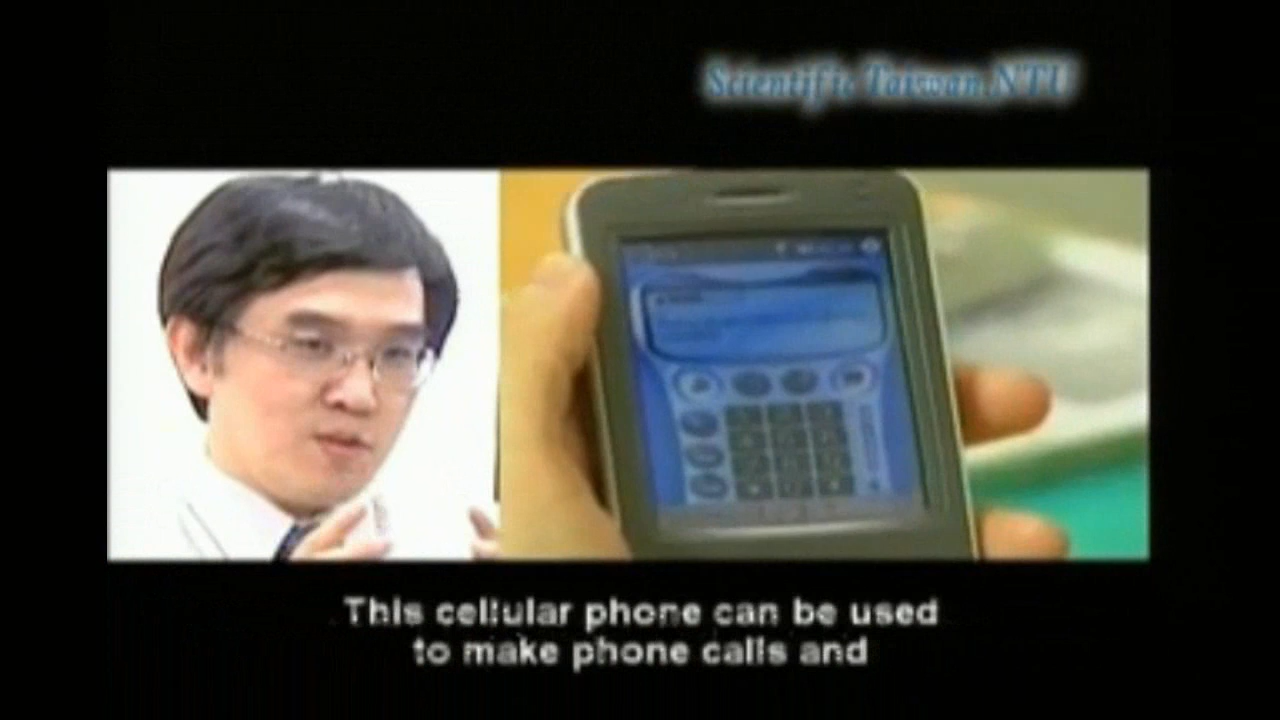 Scientific Taiwan NTU
This cellular phone can be used
to make phone calls and